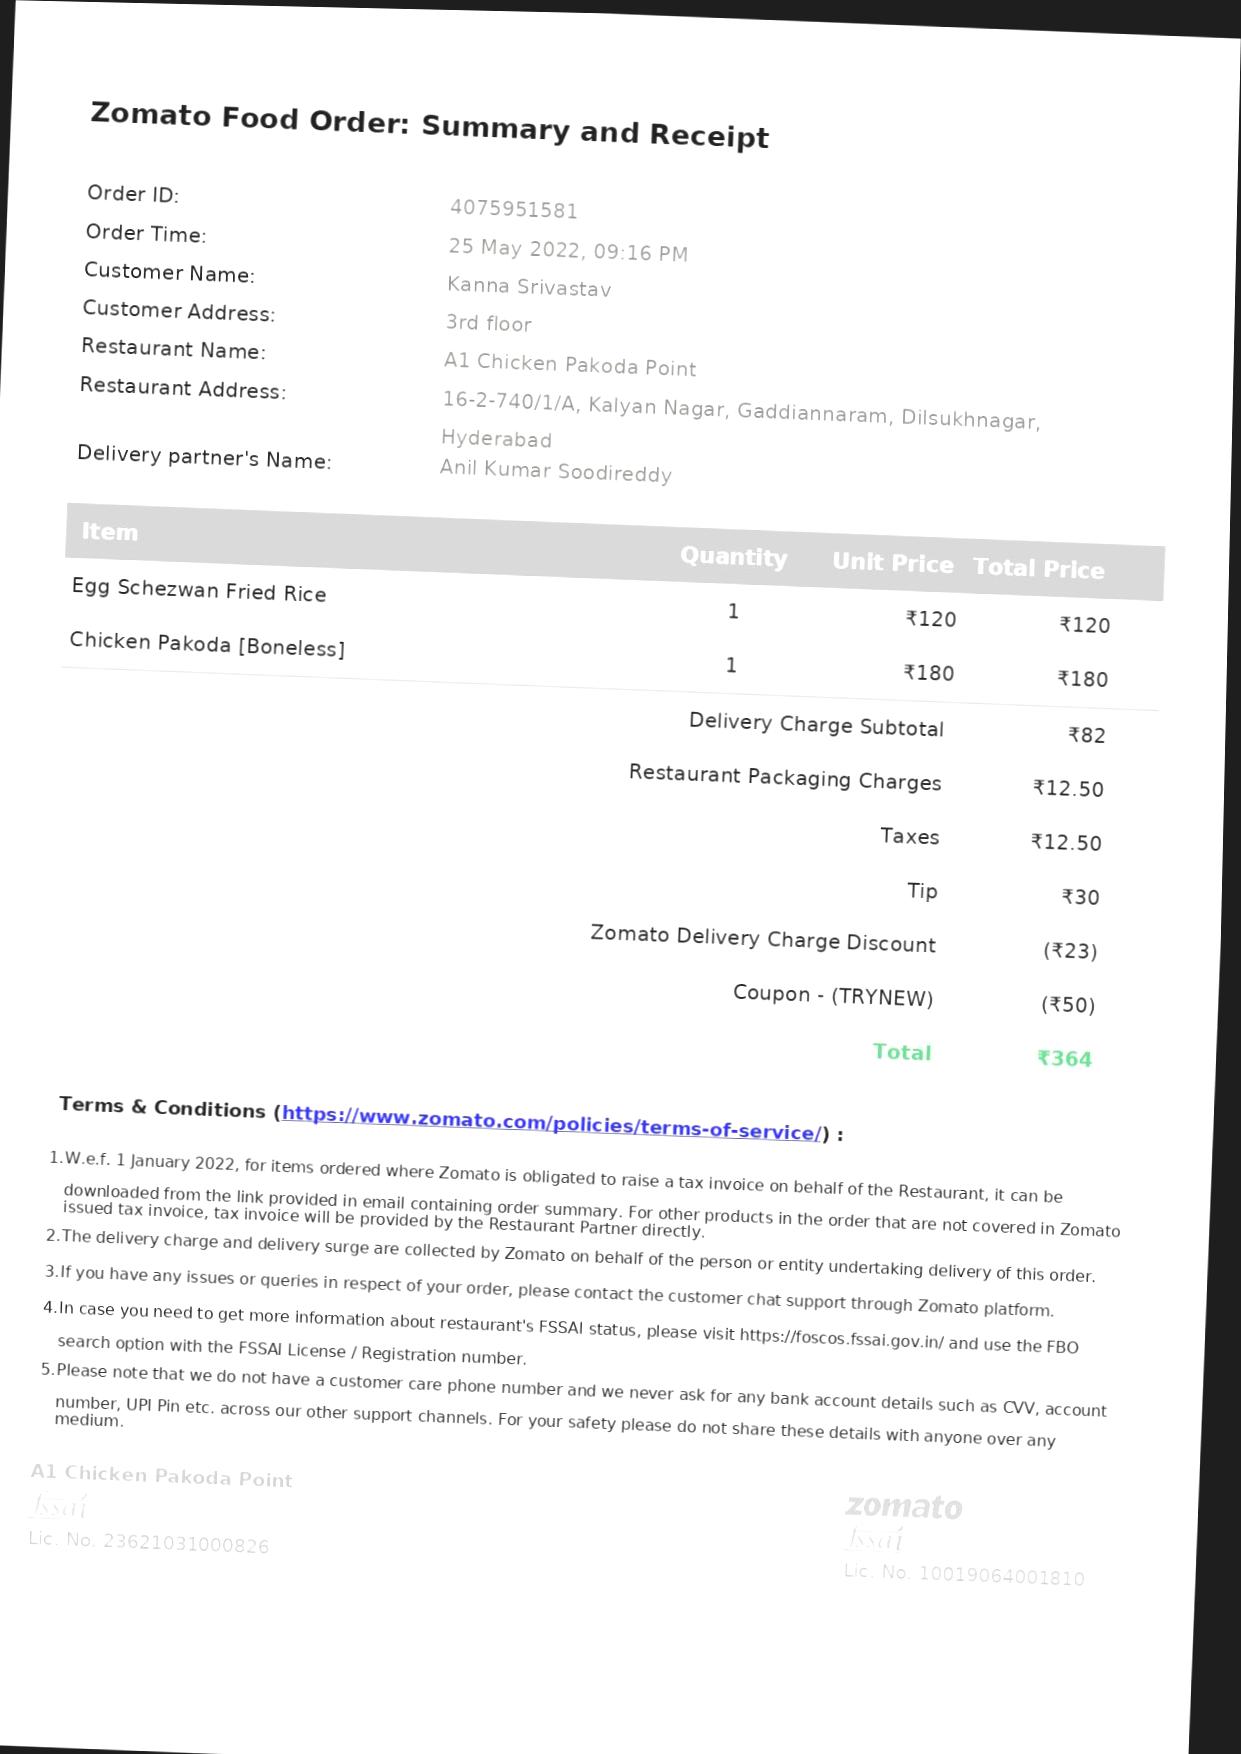 Zomato Food Order: Summary and Receipt
Order ID: 4075951581
Order Time: 25 May 2022, 09:16 PM
Customer Name: Kanna Srivastav
Customer Address: 3rd floor
Restaurant Name: A1 Chicken Pakoda Point
Restaurant Address: 16-2-740/1/A, Kalyan Nagar, Gaddiannaram, Dilsukhnagar,
Hyderabad
Delivery partner's Name: Anil Kumar Soodireddy
Item Quantity Unit Price Total Price
Egg Schezwan Fried Rice 1 ₹120 ₹120
Chicken Pakoda [Boneless] 1 ₹180 ₹180
Delivery Charge Subtotal ₹82
Restaurant Packaging Charges ₹12.50
Taxes ₹12.50
Tip ₹30
Zomato Delivery Charge Discount (₹23)
Coupon - (TRYNEW) (₹50)
Total ₹364
Terms & Conditions (https://www.zomato.com/policies/terms-of-service/) :
1.W.e.f. 1 January 2022, for items ordered where Zomato is obligated to raise a tax invoice on behalf of the Restaurant, it can be
downloaded from the link provided in email containing order summary. For other products in the order that are not covered in Zomato
issued tax invoice, tax invoice will be provided by the Restaurant Partner directly.
2.The delivery charge and delivery surge are collected by Zomato on behalf of the person or entity undertaking delivery of this order.
3.If you have any issues or queries in respect of your order, please contact the customer chat support through Zomato platform.
4.In case you need to get more information about restaurant's FSSAI status, please visit https://foscos.fssai.gov.in/ and use the FBO
search option with the FSSAI License / Registration number.
5.Please note that we do not have a customer care phone number and we never ask for any bank account details such as CVV, account
number, UPI Pin etc. across our other support channels. For your safety please do not share these details with anyone over any
medium.
A1 Chicken Pakoda Point
fssai
Lic. No. 23621031000826
zomato
fssai
Lic. No. 10019064001810